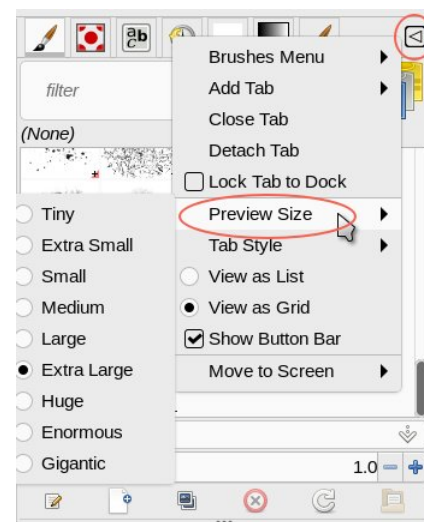 ab
c
filter
(None)
Brushes Menu
Add Tab
Close Tab
Detach Tab
Lock Tab to Dock
Preview Size
Tab Style
View as List
View as Grid
Show Button Bar
Move to Screen
Tiny
Extra Small
Small
Medium
Large
Extra Large
Huge
Enormous
Gigantic
1.0